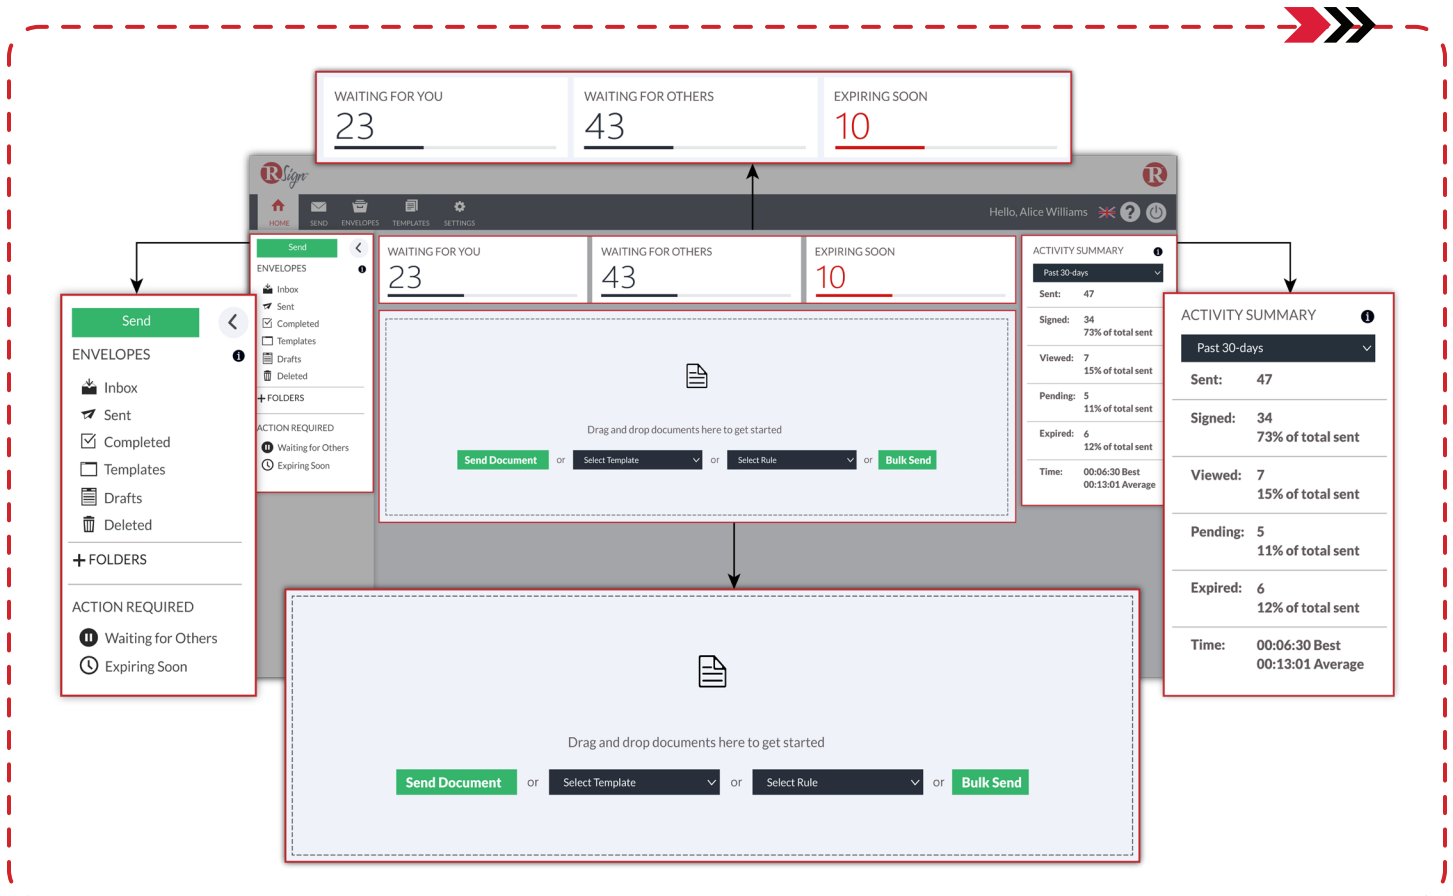 WAITING FOR YOU
23
WAITING FOR OTHERS
43
EXPIRING SOON
10
RSign
R
HOME
SEND
ENVELOPES
TEMPLATES
SETTINGS
Hello, Alice Williams
?
Send
ENVELOPES
Inbox
Sent
Completed
Templates
Drafts
Deleted
+ FOLDERS
ACTION REQUIRED
Waiting for Others
Expiring Soon
WAITING FOR YOU
23
WAITING FOR OTHERS
43
EXPIRING SOON
10
Drag and drop documents here to get started
Send Document or Select Template or Select Rule or Bulk Send
ACTIVITY SUMMARY
Past 30-days
Sent: 47
Signed: 34
73% of total sent
Viewed: 7
15% of total sent
Pending: 5
11% of total sent
Expired: 6
12% of total sent
Time: 00:06:30 Best
00:13:01 Average
Send
ENVELOPES
Inbox
Sent
Completed
Templates
Drafts
Deleted
+ FOLDERS
ACTION REQUIRED
Waiting for Others
Expiring Soon
ACTIVITY SUMMARY
Past 30-days
Sent: 47
Signed: 34
73% of total sent
Viewed: 7
15% of total sent
Pending: 5
11% of total sent
Expired: 6
12% of total sent
Time: 00:06:30 Best
00:13:01 Average
Drag and drop documents here to get started
Send Document or Select Template or Select Rule or Bulk Send